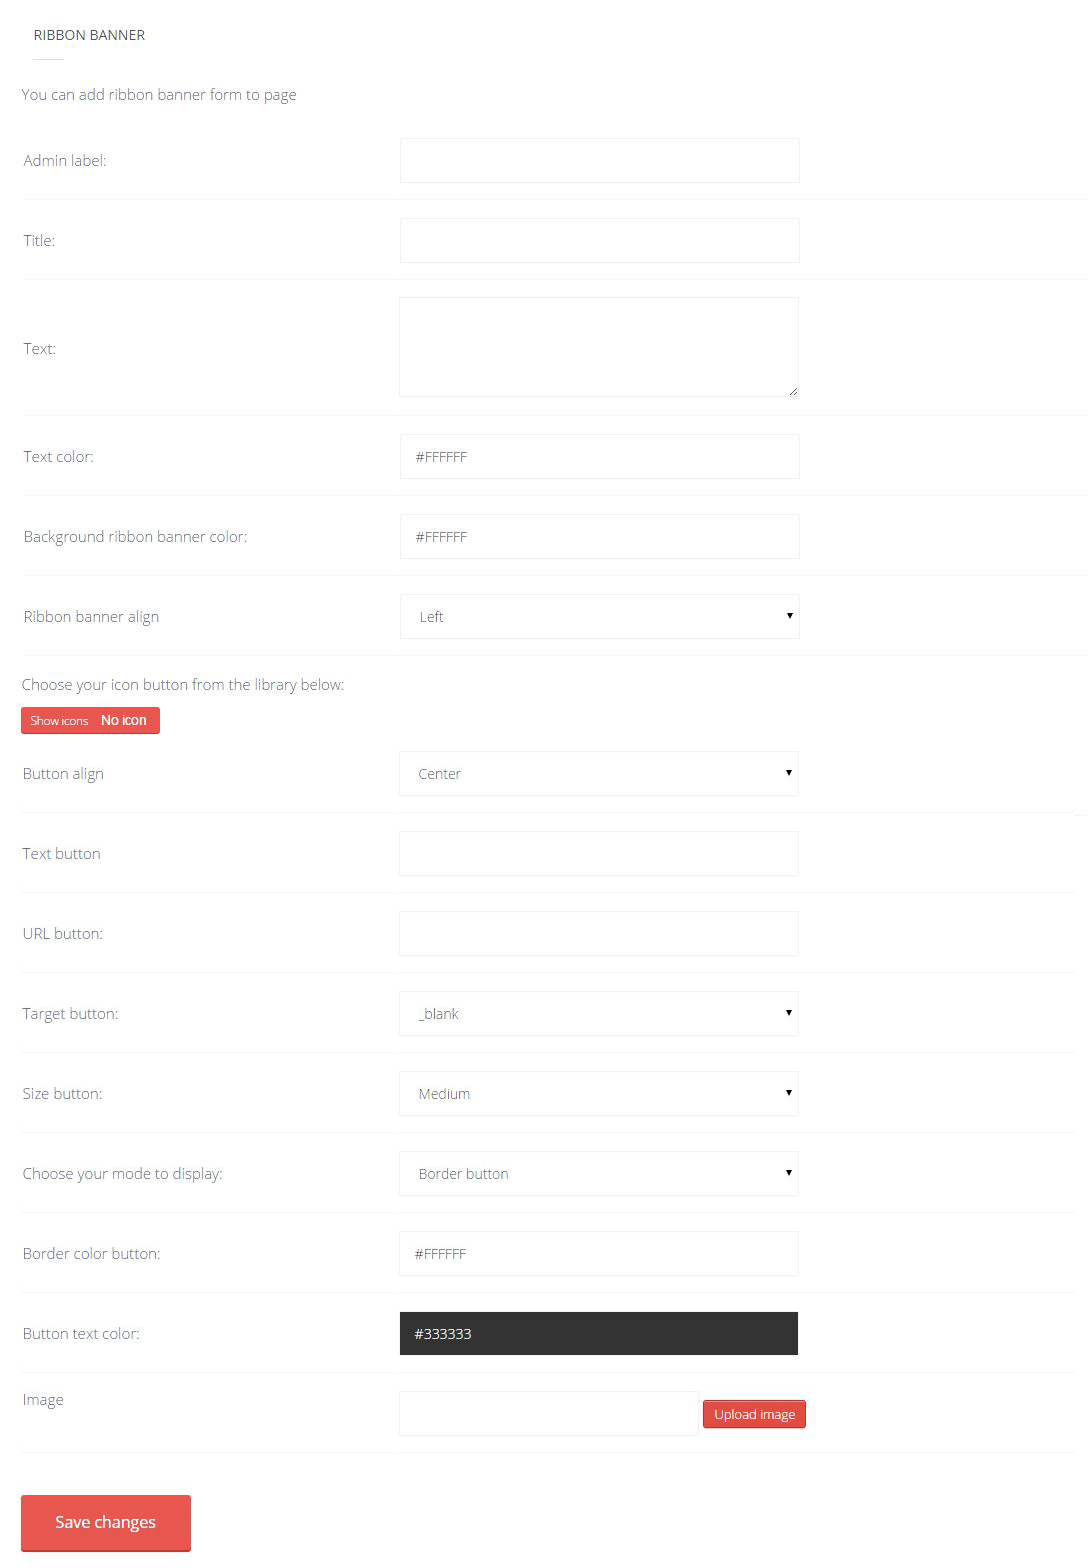 RIBBON BANNER
You can add ribbon banner form to page
Admin label:
Title:
Text:
Text color: #FFFFFF
Background ribbon banner color: #FFFFFF
Ribbon banner align Left
Choose your icon button from the library below:
Show icons No icon
Button align Center
Text button
URL button:
Target button: _blank
Size button: Medium
Choose your mode to display: Border button
Border color button: #FFFFFF
Button text color: #333333
Image Upload image
Save changes